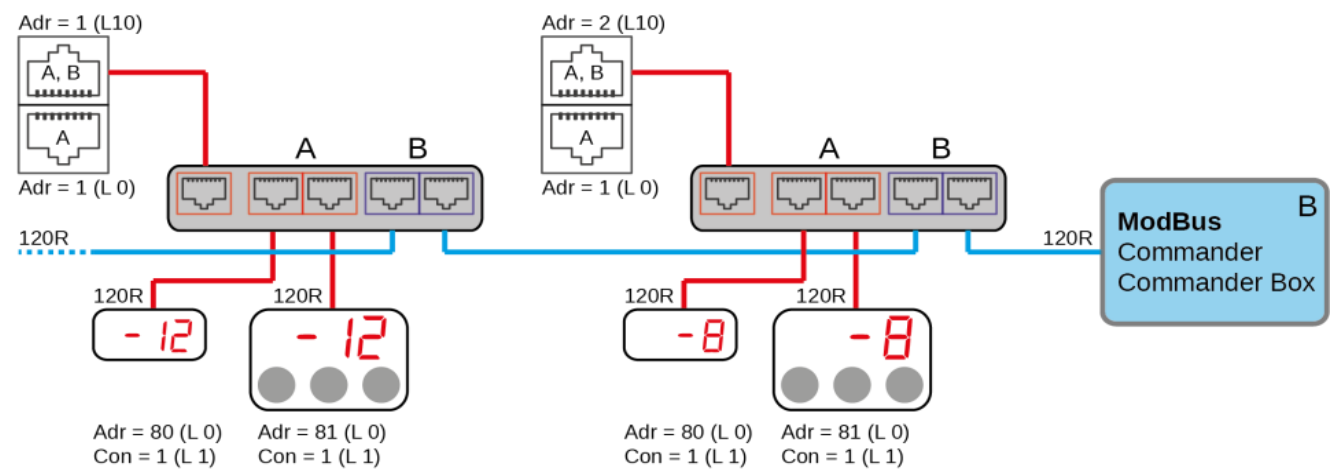 Adr = 1 (L10)
A, B
A
Adr = 1 (L 0)
A B
120R
120R
120R
-12
-12
Adr = 80 (L 0)
Con = 1 (L 1)
Adr = 81 (L 0)
Con = 1 (L 1)
Adr = 2 (L10)
A, B
A
Adr = 1 (L 0)
A B
120R
120R
-8
-8
Adr = 80 (L 0)
Con = 1 (L 1)
Adr = 81 (L 0)
Con = 1 (L 1)
120R
B
ModBus
Commander
Commander Box